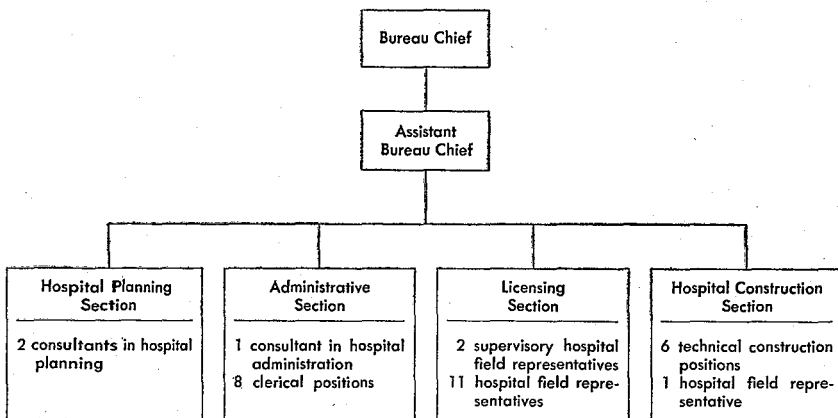 Bureau Chief
Assistant
Bureau Chief
Hospital Planning
Section
2 consultants in hospital
planning
Administrative
Section
1 consultant in hospital
administration
8 clerical positions
Licensing
Section
2 supervisory hospital
field representatives
11 hospital field repre-
sentatives
Hospital Construction
Section
6 technical construction
positions
1 hospital field repre-
sentative